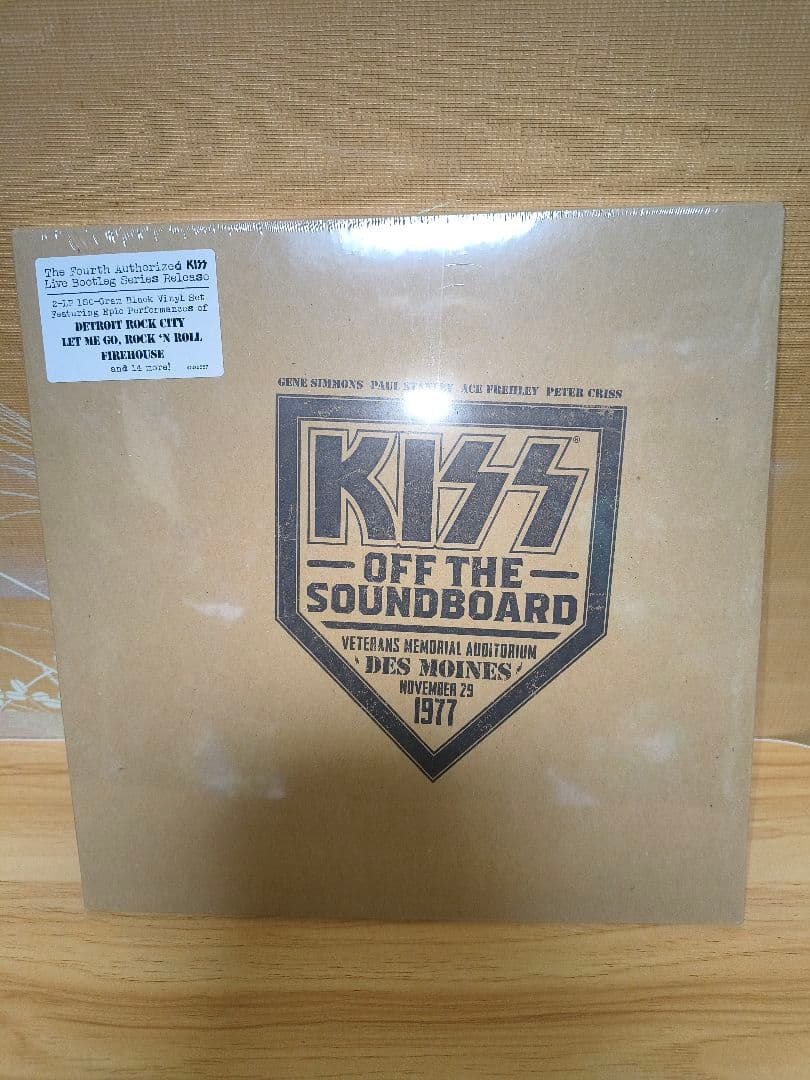 The Fourth Authorized KISS
Live Bootleg Series Release
2-LP 180-Gram Black Vinyl Set
Featuring Epic Performances of
DETROIT ROCK CITY
LET ME GO, ROCK 'N ROLL
FIREHOUSE
and 14 more!
GENE SIMMONS PAUL STANLEY ACE FREHLEY PETER CRISS
KISS®
OFF THE
SOUNDBOARD
VETERANS MEMORIAL AUDITORIUM
DES MOINES
NOVEMBER 29
1977